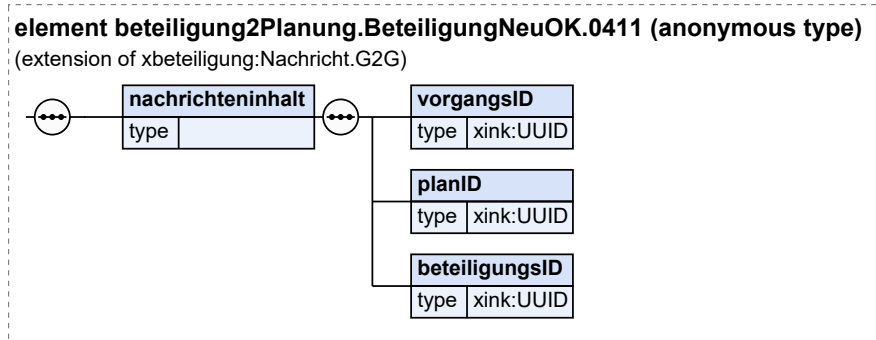 element beteiligung2Planung.BeteiligungNeuOK.0411 (anonymous type)
(extension of xbeteiligung:Nachricht.G2G)
nachrichteninhalt
type
vorgangsID
type xink:UUID
planID
type xink:UUID
beteiligungsID
type xink:UUID